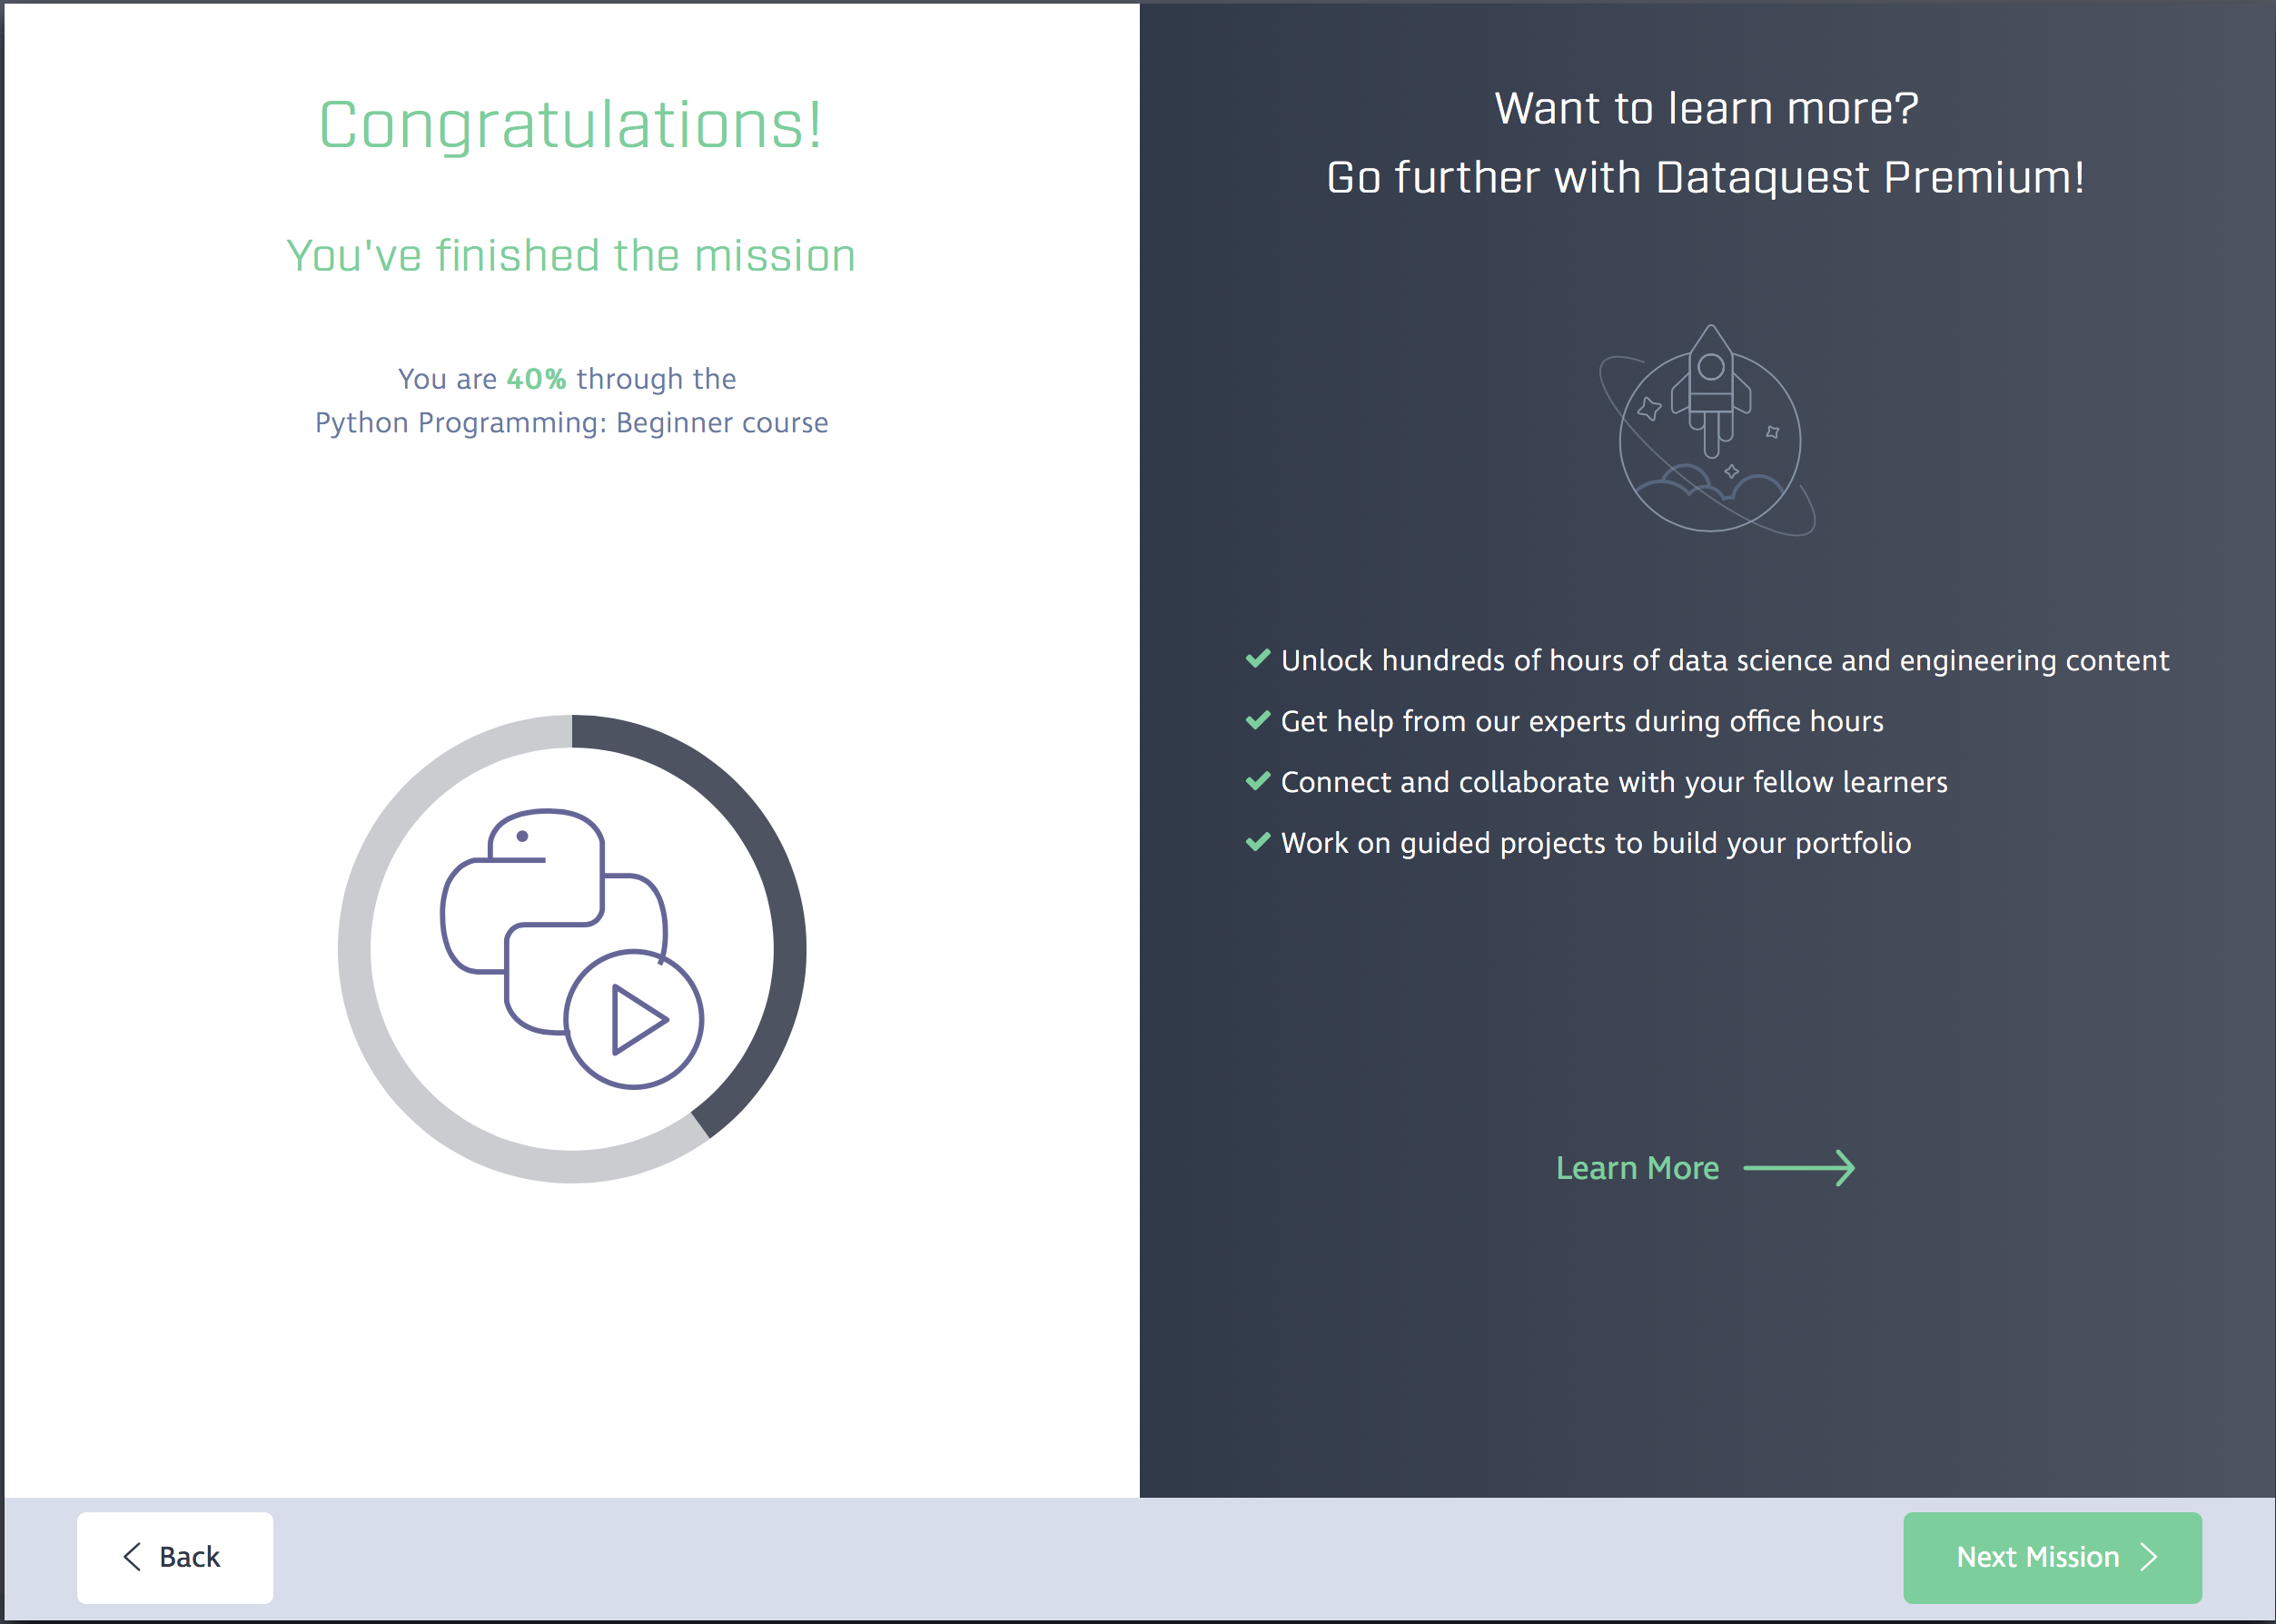 Congratulations!
You've finished the mission
You are 40% through the
Python Programming: Beginner course
Want to learn more?
Go further with Dataquest Premium!
Unlock hundreds of hours of data science and engineering content
Get help from our experts during office hours
Connect and collaborate with your fellow learners
Work on guided projects to build your portfolio
Learn More
Back
Next Mission